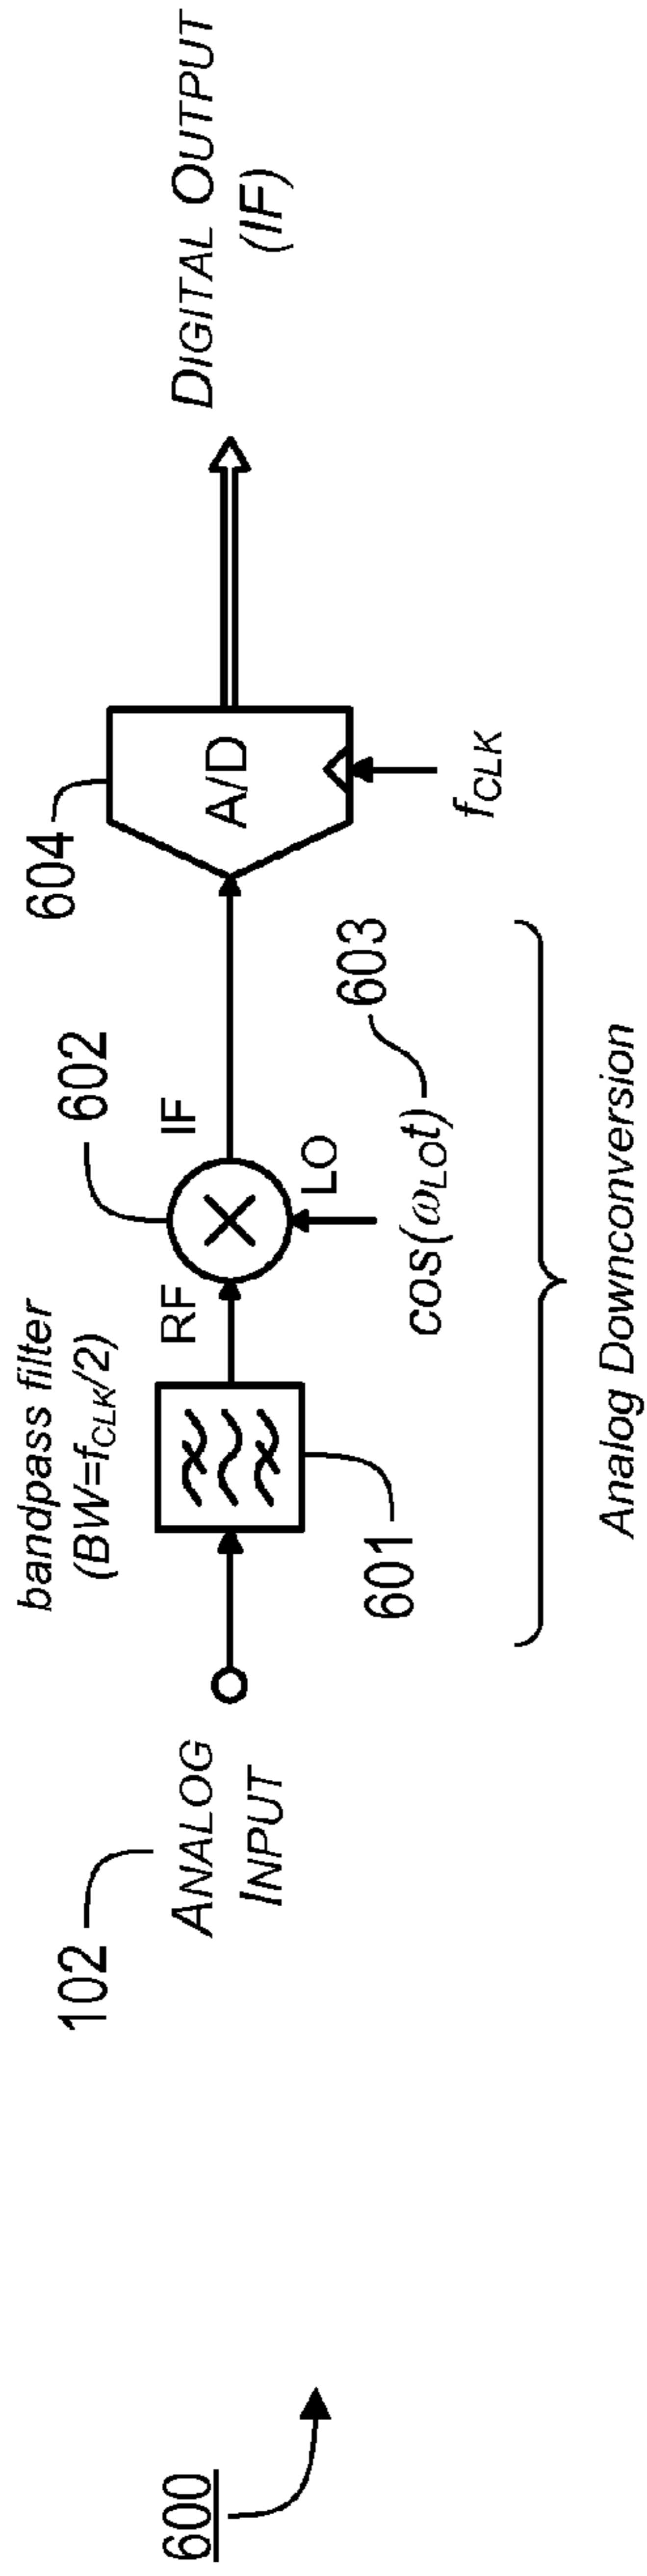 600
102
ANALOG
INPUT
bandpass filter
(BW=fCLK/2)
601
RF
602
IF
LO
cos(ωLOt)
603
604
A/D
fCLK
DIGITAL OUTPUT
(IF)
Analog Downconversion